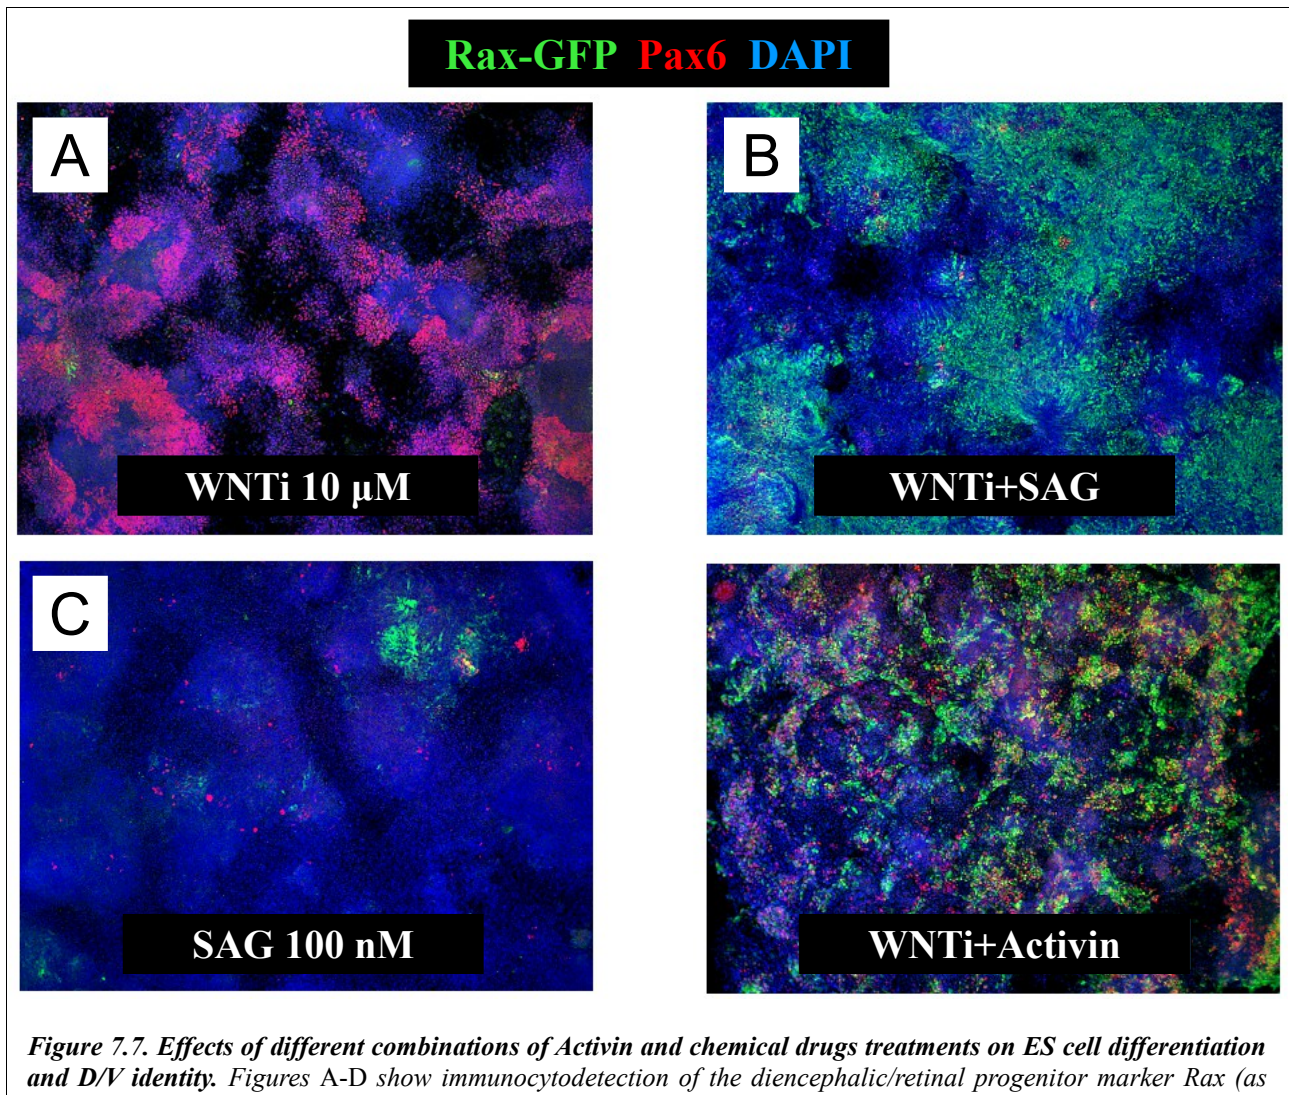 Rax-GFP Pax6 DAPI
A
B
WNTi 10 µM
WNTi+SAG
C
SAG 100 nM
WNTi+Activin
Figure 7.7. Effects of different combinations of Activin and chemical drugs treatments on ES cell differentiation
and D/V identity. Figures A-D show immunocytodetection of the diencephalic/retinal progenitor marker Rax (as